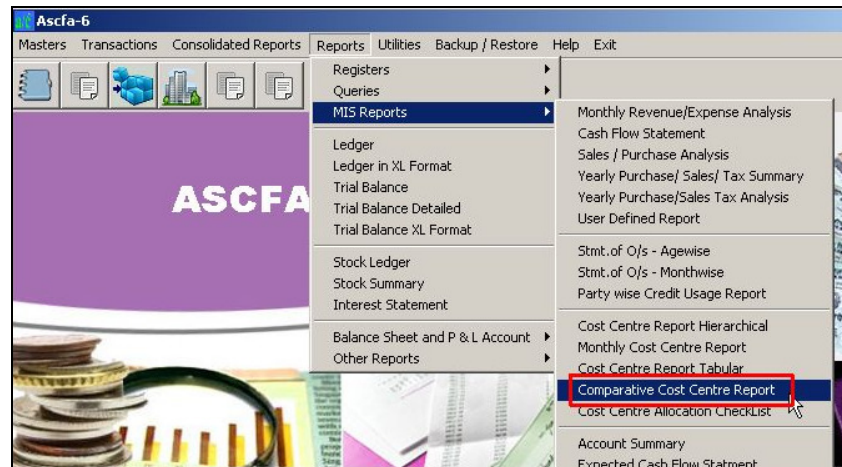 Ascfa-6
Masters Transactions Consolidated Reports Reports Utilities Backup / Restore Help Exit
Registers
Queries
MIS Reports
Ledger
Ledger in XL Format
Trial Balance
Trial Balance Detailed
Trial Balance XL Format
Stock Ledger
Stock Summary
Interest Statement
Balance Sheet and P & L Account
Other Reports
Monthly Revenue/Expense Analysis
Cash Flow Statement
Sales / Purchase Analysis
Yearly Purchase/ Sales/ Tax Summary
Yearly Purchase/Sales Tax Analysis
User Defined Report
Stmt.of O/s - Agewise
Stmt.of O/s - Monthwise
Party wise Credit Usage Report
Cost Centre Report Hierarchical
Monthly Cost Centre Report
Cost Centre Report Tabular
Comparative Cost Centre Report
Cost Centre Allocation CheckList
Account Summary
Expected Cash Flow Statment
ASCFA